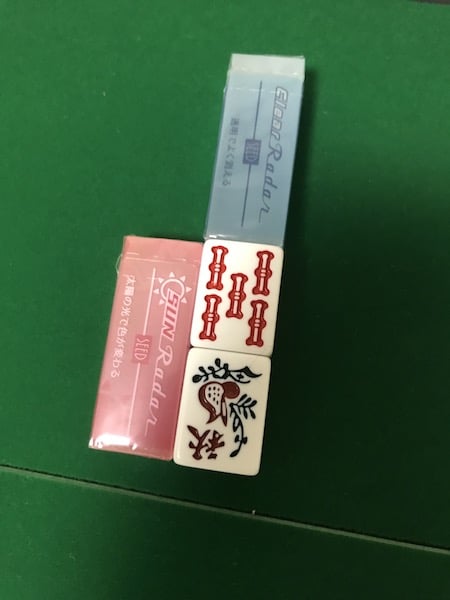 Clear Radar
SEED
透明でよく消える
SUN Radar
SEED
太陽の光で色が変わる
秋